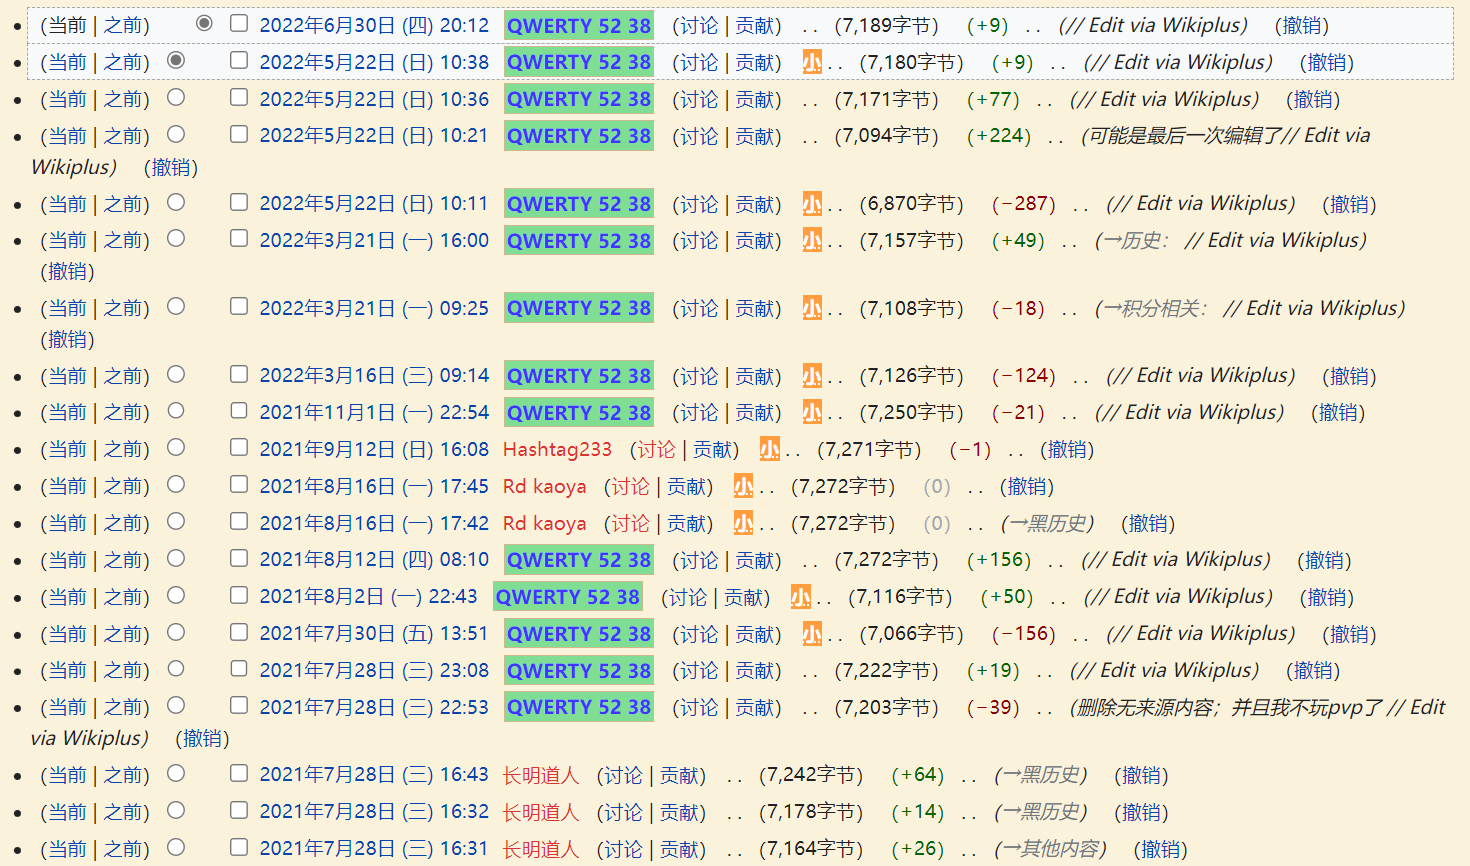 (当前 | 之前) 2022年6月30日 (四) 20:12 QWERTY 52 38 (讨论 | 贡献) . . (7,189字节) (+9) . . (// Edit via Wikiplus) (撤销)
(当前 | 之前) 2022年5月22日 (日) 10:38 QWERTY 52 38 (讨论 | 贡献) 小 . . (7,180字节) (+9) . . (// Edit via Wikiplus) (撤销)
(当前 | 之前) 2022年5月22日 (日) 10:36 QWERTY 52 38 (讨论 | 贡献) . . (7,171字节) (+77) . . (// Edit via Wikiplus) (撤销)
(当前 | 之前) 2022年5月22日 (日) 10:21 QWERTY 52 38 (讨论 | 贡献) . . (7,094字节) (+224) . . (可能是最后一次编辑了// Edit via
Wikiplus) (撤销)
(当前 | 之前) 2022年5月22日 (日) 10:11 QWERTY 52 38 (讨论 | 贡献) 小 . . (6,870字节) (−287) . . (// Edit via Wikiplus) (撤销)
(当前 | 之前) 2022年3月21日 (一) 16:00 QWERTY 52 38 (讨论 | 贡献) 小 . . (7,157字节) (+49) . . (→历史: // Edit via Wikiplus)
(撤销)
(当前 | 之前) 2022年3月21日 (一) 09:25 QWERTY 52 38 (讨论 | 贡献) 小 . . (7,108字节) (−18) . . (→积分相关: // Edit via Wikiplus)
(撤销)
(当前 | 之前) 2022年3月16日 (三) 09:14 QWERTY 52 38 (讨论 | 贡献) 小 . . (7,126字节) (−124) . . (// Edit via Wikiplus) (撤销)
(当前 | 之前) 2021年11月1日 (一) 22:54 QWERTY 52 38 (讨论 | 贡献) 小 . . (7,250字节) (−21) . . (// Edit via Wikiplus) (撤销)
(当前 | 之前) 2021年9月12日 (日) 16:08 Hashtag233 (讨论 | 贡献) 小 . . (7,271字节) (−1) . . (撤销)
(当前 | 之前) 2021年8月16日 (一) 17:45 Rd kaoya (讨论 | 贡献) 小 . . (7,272字节) (0) . . (撤销)
(当前 | 之前) 2021年8月16日 (一) 17:42 Rd kaoya (讨论 | 贡献) 小 . . (7,272字节) (0) . . (→黑历史) (撤销)
(当前 | 之前) 2021年8月12日 (四) 08:10 QWERTY 52 38 (讨论 | 贡献) . . (7,272字节) (+156) . . (// Edit via Wikiplus) (撤销)
(当前 | 之前) 2021年8月2日 (一) 22:43 QWERTY 52 38 (讨论 | 贡献) 小 . . (7,116字节) (+50) . . (// Edit via Wikiplus) (撤销)
(当前 | 之前) 2021年7月30日 (五) 13:51 QWERTY 52 38 (讨论 | 贡献) 小 . . (7,066字节) (−156) . . (// Edit via Wikiplus) (撤销)
(当前 | 之前) 2021年7月28日 (三) 23:08 QWERTY 52 38 (讨论 | 贡献) . . (7,222字节) (+19) . . (// Edit via Wikiplus) (撤销)
(当前 | 之前) 2021年7月28日 (三) 22:53 QWERTY 52 38 (讨论 | 贡献) . . (7,203字节) (−39) . . (删除无来源内容；并且我不玩pvp了 // Edit
via Wikiplus) (撤销)
(当前 | 之前) 2021年7月28日 (三) 16:43 长明道人 (讨论 | 贡献) . . (7,242字节) (+64) . . (→黑历史) (撤销)
(当前 | 之前) 2021年7月28日 (三) 16:32 长明道人 (讨论 | 贡献) . . (7,178字节) (+14) . . (→黑历史) (撤销)
(当前 | 之前) 2021年7月28日 (三) 16:31 长明道人 (讨论 | 贡献) . . (7,164字节) (+26) . . (→其他内容) (撤销)